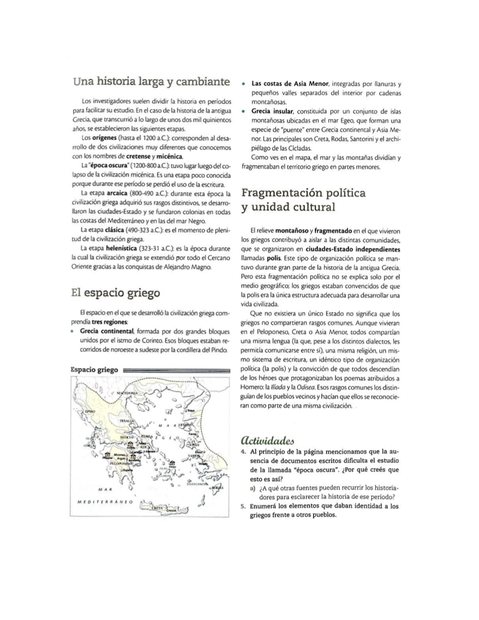 Una historia larga y cambiante
Los investigadores suelen dividir la historia en períodos
para facilitar su estudio. En el caso de la historia de la antigua
Grecia, que transcurrió a lo largo de unos dos mil quinientos
años, se establecieron las siguientes etapas.
Los orígenes (hasta el 1200 a.C.): corresponden al desa-
rrollo de dos civilizaciones muy diferentes que conocemos
con los nombres de cretense y micénica.
La "época oscura" (1200-800 a.C.): tuvo lugar luego del co-
lapso de la civilización micénica. Es una etapa poco conocida
porque durante ese período se perdió el uso de la escritura.
La etapa arcaica (800-490 a.C.): durante esta época la
civilización griega adquirió sus rasgos distintivos, se desarro-
llaron las ciudades-Estado y se fundaron colonias en todas
las costas del Mediterráneo y en las del mar Negro.
La etapa clásica (490-323 a.C.): es el momento de pleni-
tud de la civilización griega.
La etapa helenística (323-31 a.C.): es la época durante
la cual la civilización griega se extendió por todo el Cercano
Oriente gracias a las conquistas de Alejandro Magno.
El espacio griego
El espacio en el que se desarrolló la civilización griega com-
prendía tres regiones:
• Grecia continental, formada por dos grandes bloques
unidos por el istmo de Corinto. Esos bloques estaban re-
corridos de noroeste a sudeste por la cordillera del Pindo.
Espacio griego
MACEDONIA
EPIRO
TESALIA
PELOPONESO
MAR
MEDITERRÁNEO
CRETA
• Las costas de Asia Menor, integradas por llanuras y
pequeños valles separados del interior por cadenas
montañosas.
• Grecia insular, constituida por un conjunto de islas
montañosas ubicadas en el mar Egeo, que forman una
especie de "puente" entre Grecia continental y Asia Me-
nor. Las principales son Creta, Rodas, Santorini y el archi-
piélago de las Cícladas.
Como ves en el mapa, el mar y las montañas dividían y
fragmentaban el territorio griego en partes menores.
Fragmentación política
y unidad cultural
El relieve montañoso y fragmentado en el que vivieron
los griegos contribuyó a aislar a las distintas comunidades,
que se organizaron en ciudades-Estado independientes
llamadas polis. Este tipo de organización política se man-
tuvo durante gran parte de la historia de la antigua Grecia.
Pero esta fragmentación política no se explica solo por el
medio geográfico; los griegos estaban convencidos de que
la polis era la única estructura adecuada para desarrollar una
vida civilizada.
Que no existiera un único Estado no significa que los
griegos no compartieran rasgos comunes. Aunque vivieran
en el Peloponeso, Creta o Asia Menor, todos compartían
una misma lengua (la que, pese a los distintos dialectos, les
permitía comunicarse entre sí), una misma religión, un mis-
mo sistema de escritura, un idéntico tipo de organización
política (la polis) y la convicción de que todos descendían
de los héroes que protagonizaban los poemas atribuidos a
Homero: la Ilíada y la Odisea. Esos rasgos comunes los distin-
guían de los pueblos vecinos y hacían que ellos se reconocie-
ran como parte de una misma civilización.
Actividades
4. Al principio de la página mencionamos que la au-
sencia de documentos escritos dificulta el estudio
de la llamada "época oscura". ¿Por qué creés que
esto es así?
a) ¿A qué otras fuentes pueden recurrir los historia-
dores para esclarecer la historia de ese período?
5. Enumerá los elementos que daban identidad a los
griegos frente a otros pueblos.